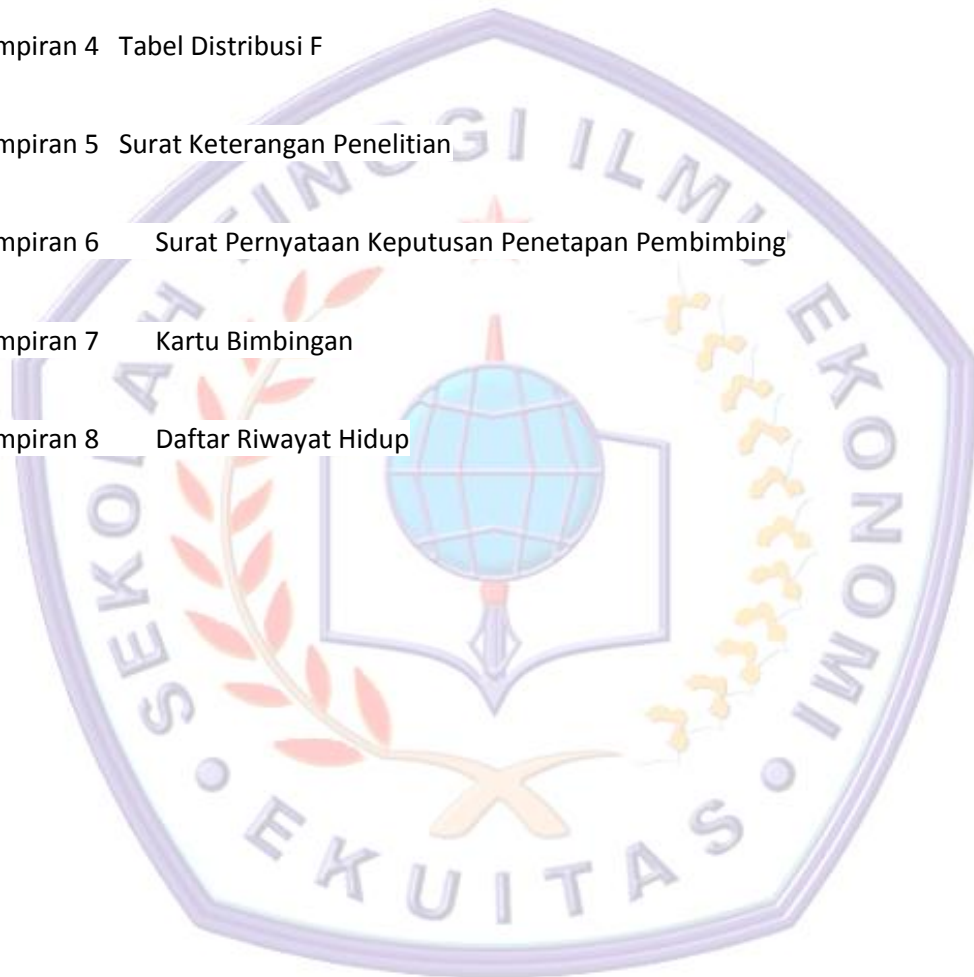 mpiran 4 Tabel Distribusi F
mpiran 5 Surat Keterangan Penelitian
mpiran 6 Surat Pernyataan Keputusan Penetapan Pembimbing
mpiran 7 Kartu Bimbingan
mpiran 8 Daftar Riwayat Hidup
SEKOLAH TINGGI ILMU EKONOMI
• EKUITAS •